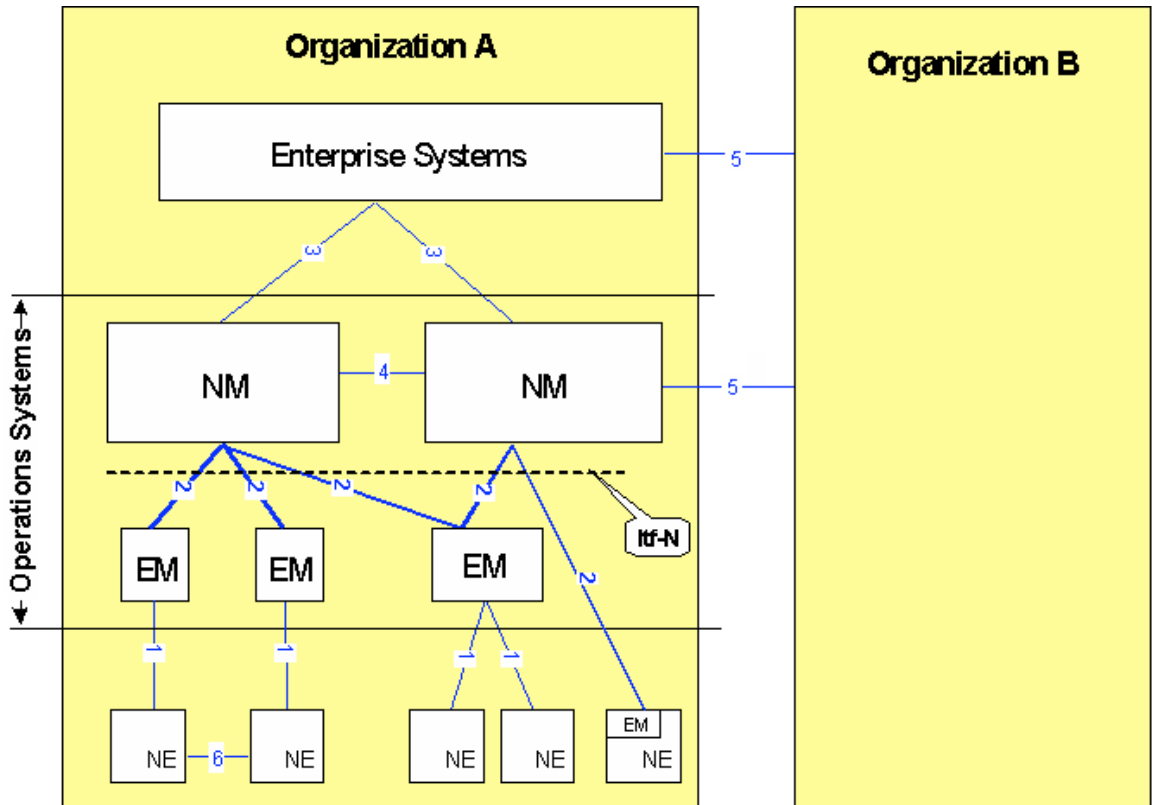 Organization A
Organization B
Enterprise Systems
5
3
3
Operations Systems
NM
4
NM
5
2
2
2
2
Itf-N
EM
EM
EM
2
1
1
1
1
NE
6
NE
NE
NE
EM
NE